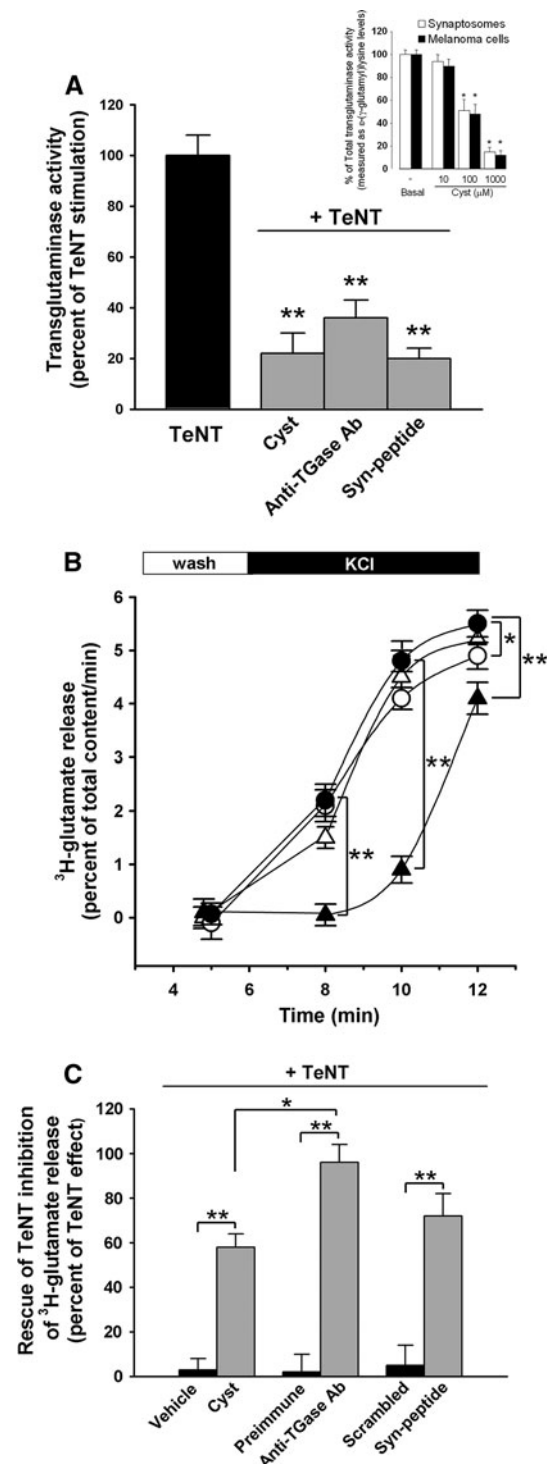 A
% of Total transglutaminase activity
(measured as ε-(γ-glutamyl)lysine levels)
120
100
80
60
40
20
0
Synaptosomes
Melanoma cells
* *
* *
- 10 100 1000
Basal Cyst (μM)
Transglutaminase activity
(percent of TeNT stimulation)
120
100
80
60
40
20
0
+ TeNT
**
**
**
TeNT
Cyst
Anti-TGase Ab
Syn-peptide
B
wash
KCl
³H-glutamate release
(percent of total content/min)
6
5
4
3
2
1
0
*
**
**
**
4 6 8 10 12
Time (min)
C
+ TeNT
Rescue of TeNT inhibition
of ³H-glutamate release
(percent of TeNT effect)
120
100
80
60
40
20
0
*
**
**
**
Vehicle
Cyst
Preimmune
Anti-TGase Ab
Scrambled
Syn-peptide